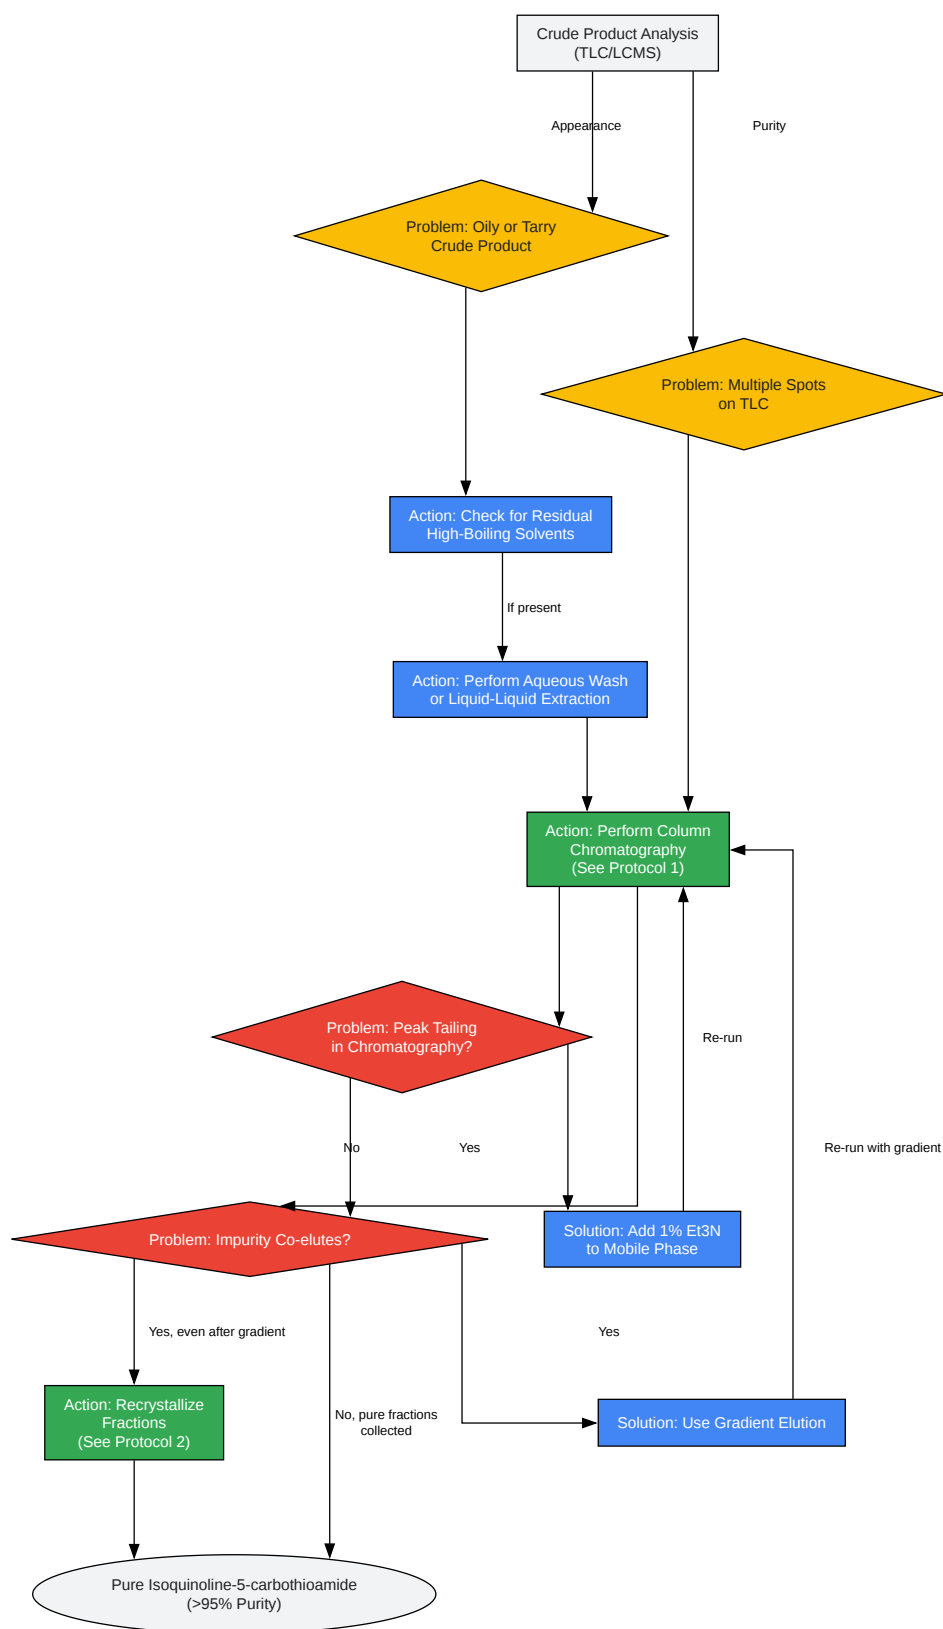 Crude Product Analysis
(TLC/LCMS)
Appearance
Purity
Problem: Oily or Tarry
Crude Product
Problem: Multiple Spots
on TLC
Action: Check for Residual
High-Boiling Solvents
If present
Action: Perform Aqueous Wash
or Liquid-Liquid Extraction
Action: Perform Column
Chromatography
(See Protocol 1)
Problem: Peak Tailing
in Chromatography?
Re-run
No
Yes
Re-run with gradient
Problem: Impurity Co-elutes?
Solution: Add 1% Et3N
to Mobile Phase
Yes, even after gradient
Yes
Action: Recrystallize
Fractions
(See Protocol 2)
No, pure fractions
collected
Solution: Use Gradient Elution
Pure Isoquinoline-5-carbothioamide
(>95% Purity)